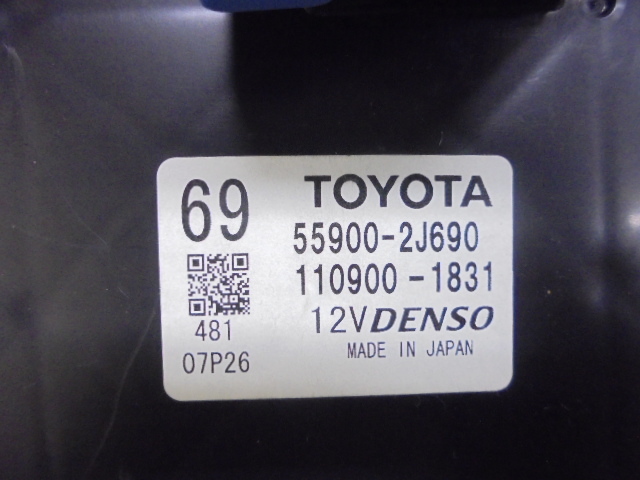 69
TOYOTA
55900-2J690
110900-1831
12V DENSO
MADE IN JAPAN
481
07P26